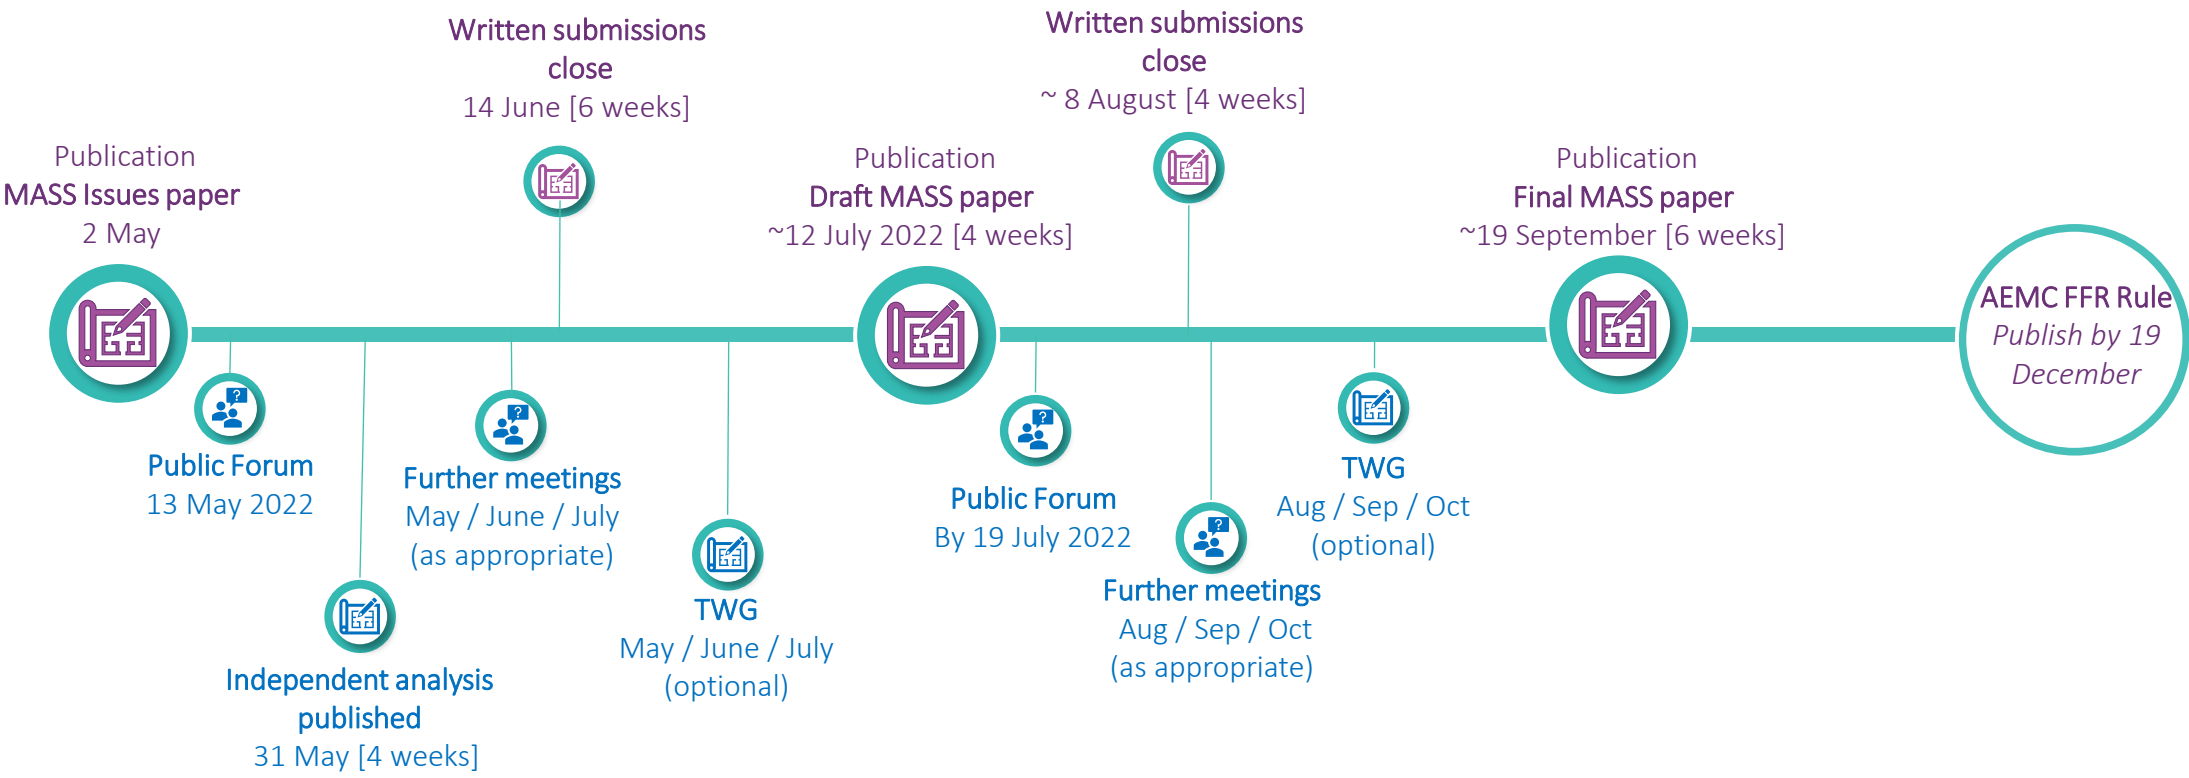 Publication
MASS Issues paper
2 May
Written submissions
close
14 June [6 weeks]
Publication
Draft MASS paper
~12 July 2022 [4 weeks]
Written submissions
close
~ 8 August [4 weeks]
Publication
Final MASS paper
~19 September [6 weeks]
AEMC FFR Rule
Publish by 19
December
Public Forum
13 May 2022
Independent analysis
published
31 May [4 weeks]
Further meetings
May / June / July
(as appropriate)
TWG
May / June / July
(optional)
Public Forum
By 19 July 2022
Further meetings
Aug / Sep / Oct
(as appropriate)
TWG
Aug / Sep / Oct
(optional)